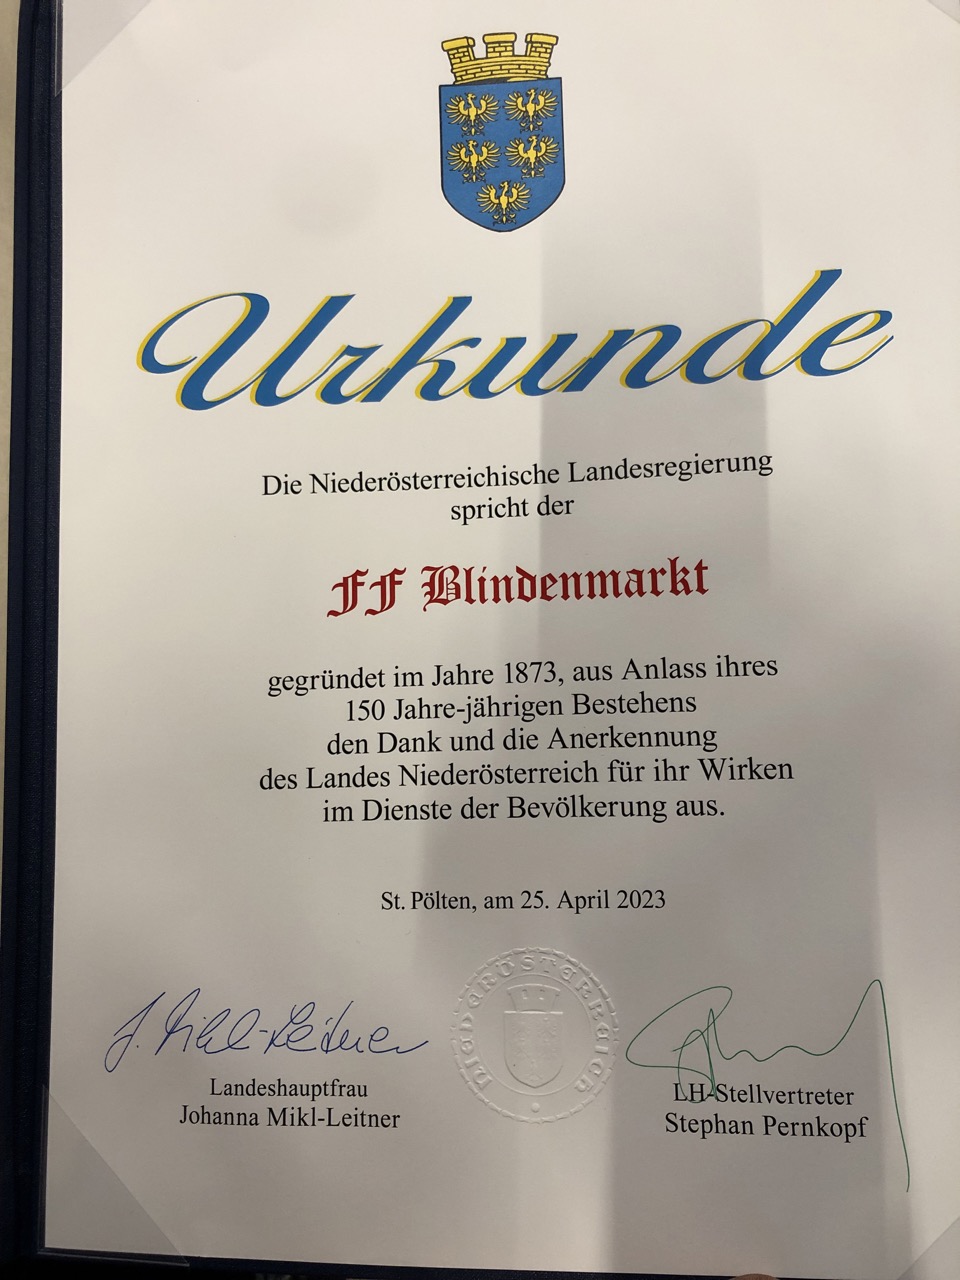 Urkunde
Die Niederösterreichische Landesregierung
spricht der
FF Blindenmarkt
gegründet im Jahre 1873, aus Anlass ihres
150 Jahre-jährigen Bestehens
den Dank und die Anerkennung
des Landes Niederösterreich für ihr Wirken
im Dienste der Bevölkerung aus.
St. Pölten, am 25. April 2023
NIEDERÖSTERREICH
J. Mikl-Leitner
Landeshauptfrau
Johanna Mikl-Leitner
LH-Stellvertreter
Stephan Pernkopf